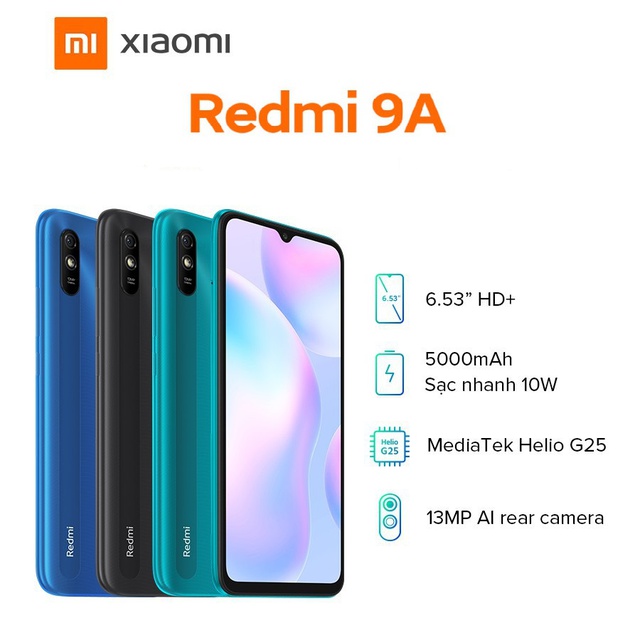 mi xiaomi
Redmi 9A
Redmi
Redmi
Redmi
6.53"
6.53” HD+
5000mAh
Sạc nhanh 10W
Helio
G25
MediaTek Helio G25
13MP AI rear camera